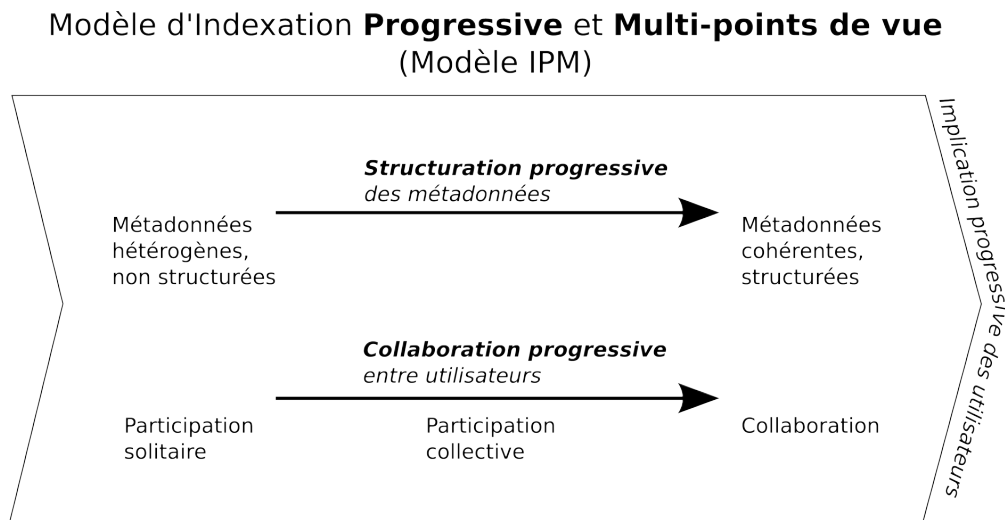 Modèle d'Indexation Progressive et Multi-points de vue
(Modèle IPM)
Structuration progressive
des métadonnées
Métadonnées
hétérogènes,
non structurées
Métadonnées
cohérentes,
structurées
Collaboration progressive
entre utilisateurs
Participation
solitaire
Participation
collective
Collaboration
Implication progressive des utilisateurs